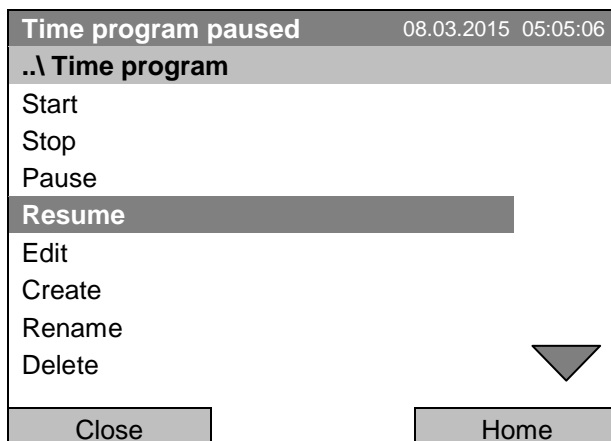 Time program paused 08.03.2015 05:05:06
..\ Time program
Start
Stop
Pause
Resume
Edit
Create
Rename
Delete
Close Home